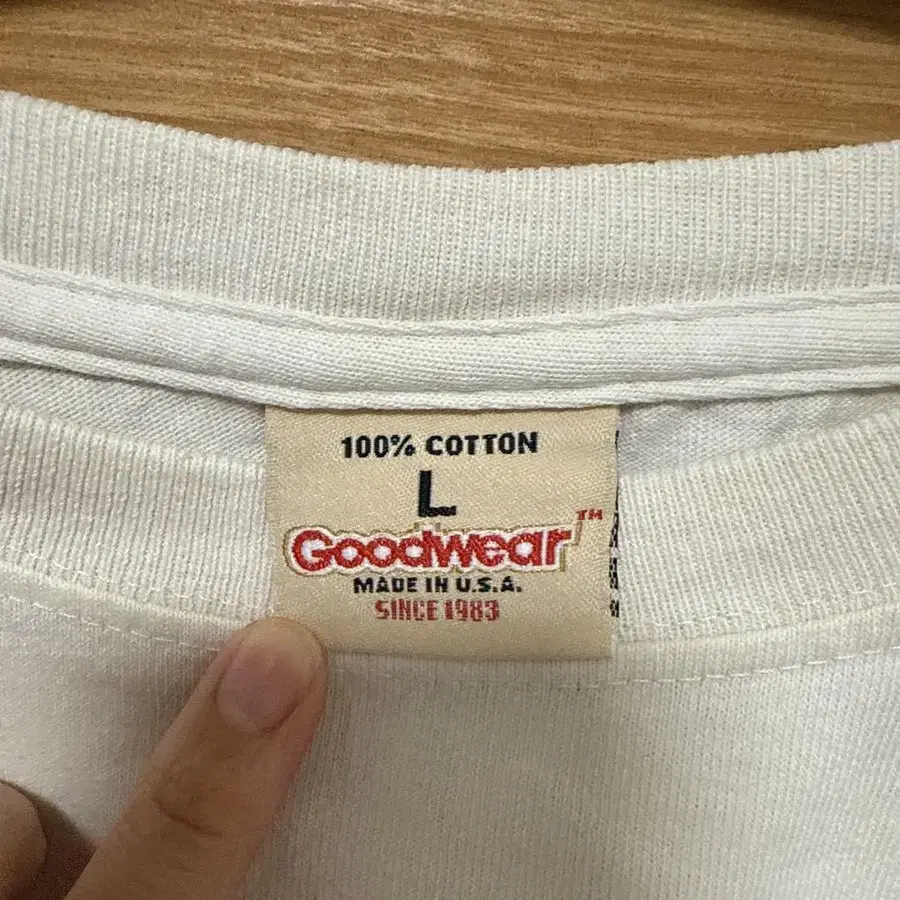 100% COTTON
L
Goodwear™
MADE IN U.S.A.
SINCE 1983